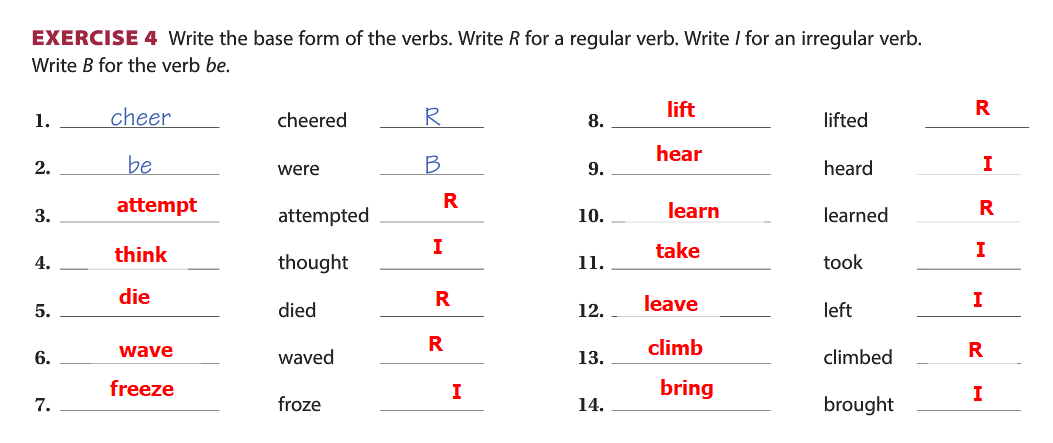 EXERCISE 4 Write the base form of the verbs. Write R for a regular verb. Write I for an irregular verb.
Write B for the verb be.
1. cheer cheered R
2. be were B
3. attempt attempted R
4. think thought I
5. die died R
6. wave waved R
7. freeze froze I
8. lift lifted R
9. hear heard I
10. learn learned R
11. take took I
12. leave left I
13. climb climbed R
14. bring brought I